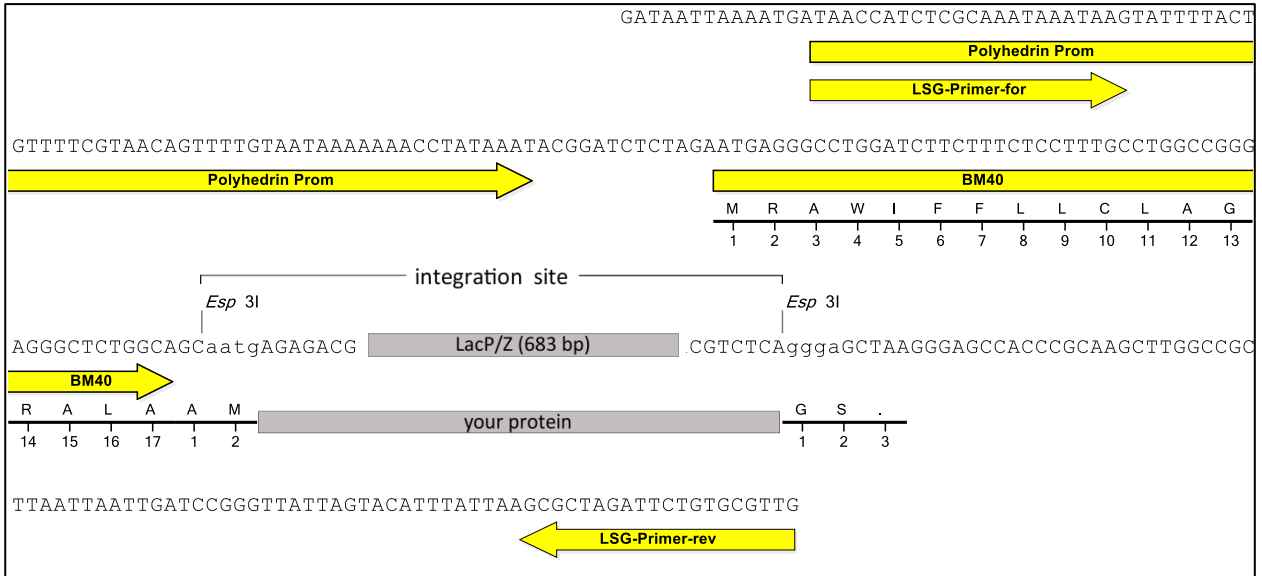 GATAATTAAAATGATAACCATCTCGCAAATAAATAAGTATTTTACT
Polyhedrin Prom
LSG-Primer-for
GTTTTCGTAACAGTTTTGTAATAAAAAAACCTATAAATACGGATCTCTAGAATGAGGGCCTGGATCTTCTTTCTCCTTTGCCTGGCCGGG
Polyhedrin Prom BM40
M R A W I F F L L C L A G
1 2 3 4 5 6 7 8 9 10 11 12 13
integration site
Esp 3I Esp 3I
AGGGCTCTGGCAGCaatgAGAGACG LacP/Z (683 bp) .CGTCTCAgggaGCTAAGGGAGCCACCCGCAAGCTTGGCCGC
BM40
R A L A A M your protein G S .
14 15 16 17 1 2 1 2 3
TTAATTAATTGATCCGGGTTATTAGTACATTTATTAAGCGCTAGATTCTGTGCGTTG
LSG-Primer-rev